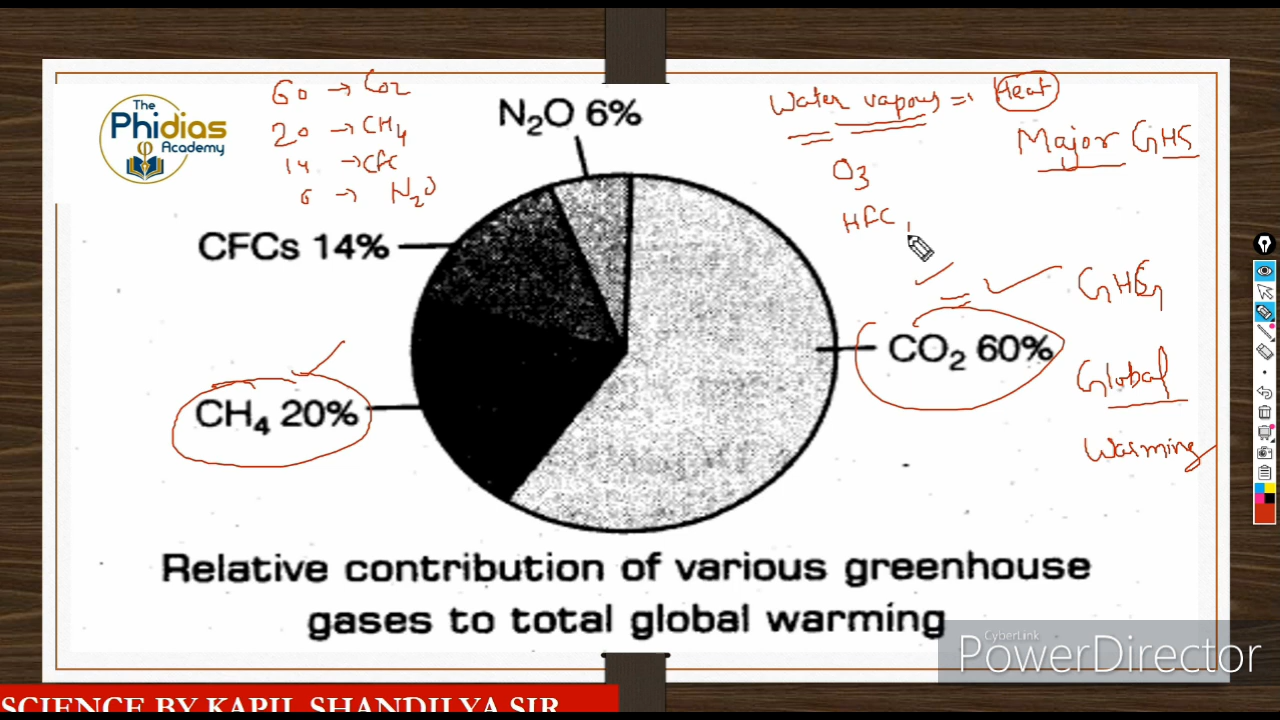 The
Phidias
Academy
60 → CO2
20 → CH4
14 → CfC
6 → N2O
N2O 6%
Water vapour ⇒ Heat
Major GHS
O3
HFC,
CFCs 14%
GHG
CO2 60%
Global
Warming
CH4 20%
Relative contribution of various greenhouse
gases to total global warming
CyberLink
PowerDirector
SCIENCE BY KAPIL SHANDILYA SIR